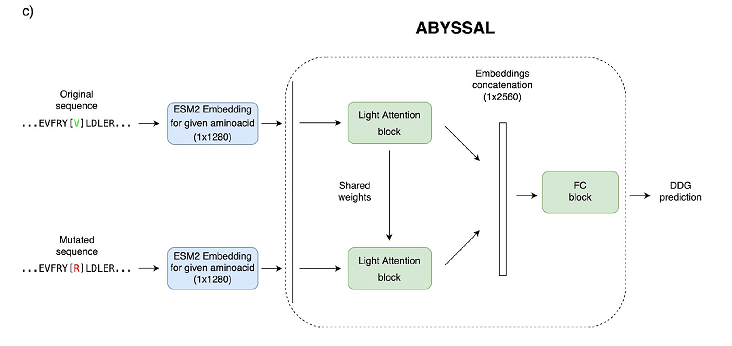 c)
ABYSSAL
Original
sequence
...EVFRY[V]LDLER...
ESM2 Embedding
for given aminoacid
(1x1280)
Light Attention
block
Embeddings
concatenation
(1x2560)
Shared
weights
FC
block
DDG
prediction
Mutated
sequence
...EVFRY[R]LDLER...
ESM2 Embedding
for given aminoacid
(1x1280)
Light Attention
block